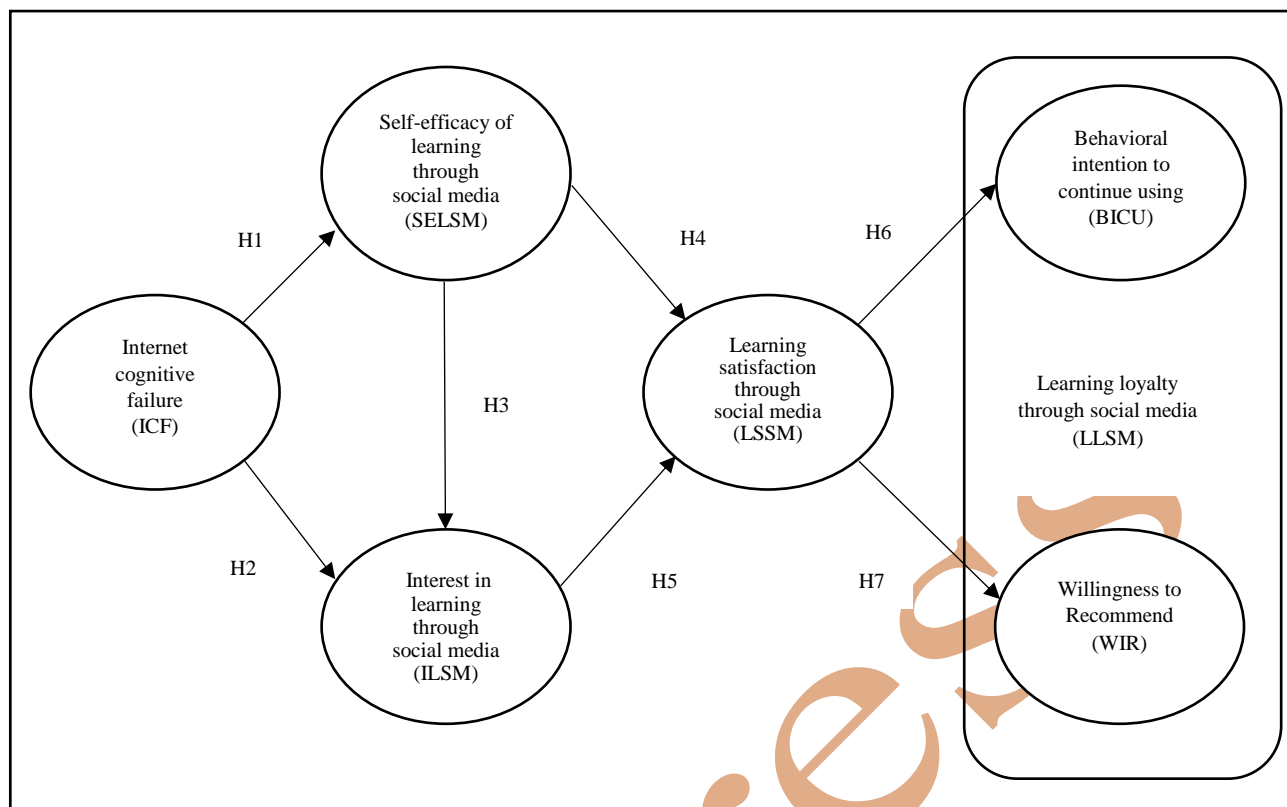 Self-efficacy of
learning
through
social media
(SELSM)
Behavioral
intention to
continue using
(BICU)
H1
H4
H6
Internet
cognitive
failure
(ICF)
H3
Learning
satisfaction
through
social media
(LSSM)
Learning loyalty
through social media
(LLSM)
H2
Interest in
learning
through
social media
(ILSM)
H5
H7
Willingness to
Recommend
(WIR)